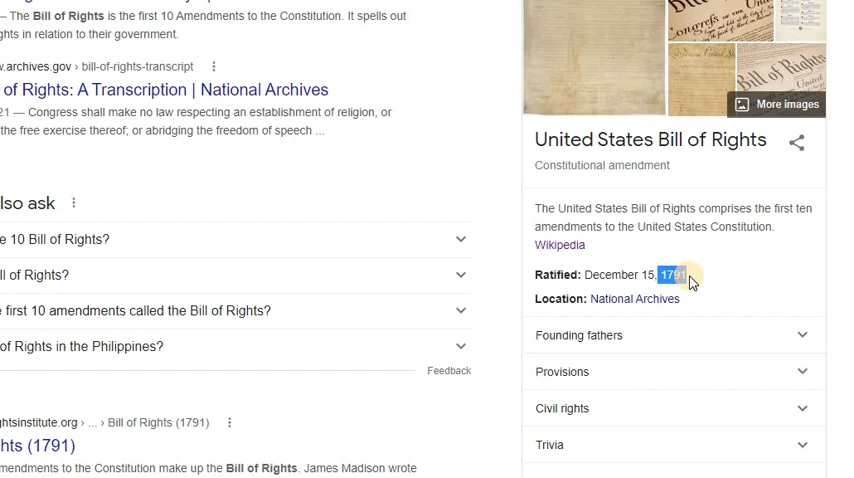 — The Bill of Rights is the first 10 Amendments to the Constitution. It spells out
ghts in relation to their government.
w.archives.gov › bill-of-rights-transcript
of Rights: A Transcription | National Archives
21 — Congress shall make no law respecting an establishment of religion, or
the free exercise thereof; or abridging the freedom of speech ...
lso ask
e 10 Bill of Rights?
ll of Rights?
e first 10 amendments called the Bill of Rights?
of Rights in the Philippines?
Feedback
ghtsinstitute.org › ... › Bill of Rights (1791)
hts (1791)
mendments to the Constitution make up the Bill of Rights. James Madison wrote
Congress OF THE
Bill of Rights
More images
United States Bill of Rights
Constitutional amendment
The United States Bill of Rights comprises the first ten
amendments to the United States Constitution.
Wikipedia
Ratified: December 15, 1791
Location: National Archives
Founding fathers
Provisions
Civil rights
Trivia